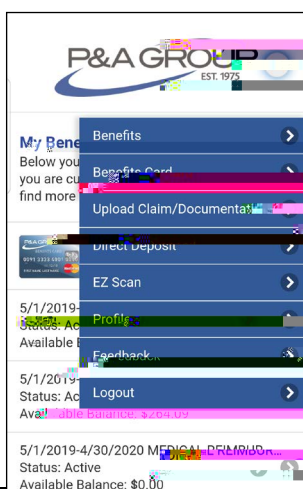 P&A GROUP
EST. 1975
My Bene
Below you
you are cu
find more
Benefits
Benefits Card
Upload Claim/Documentat
Direct Deposit
EZ Scan
Profile
Feedback
Logout
5/1/2019-
Status: Ac
Available B
5/1/2019-
Status: Ac
Available Balance: $264.09
5/1/2019-4/30/2020 MEDICAL REIMBUR...
Status: Active
Available Balance: $0.00